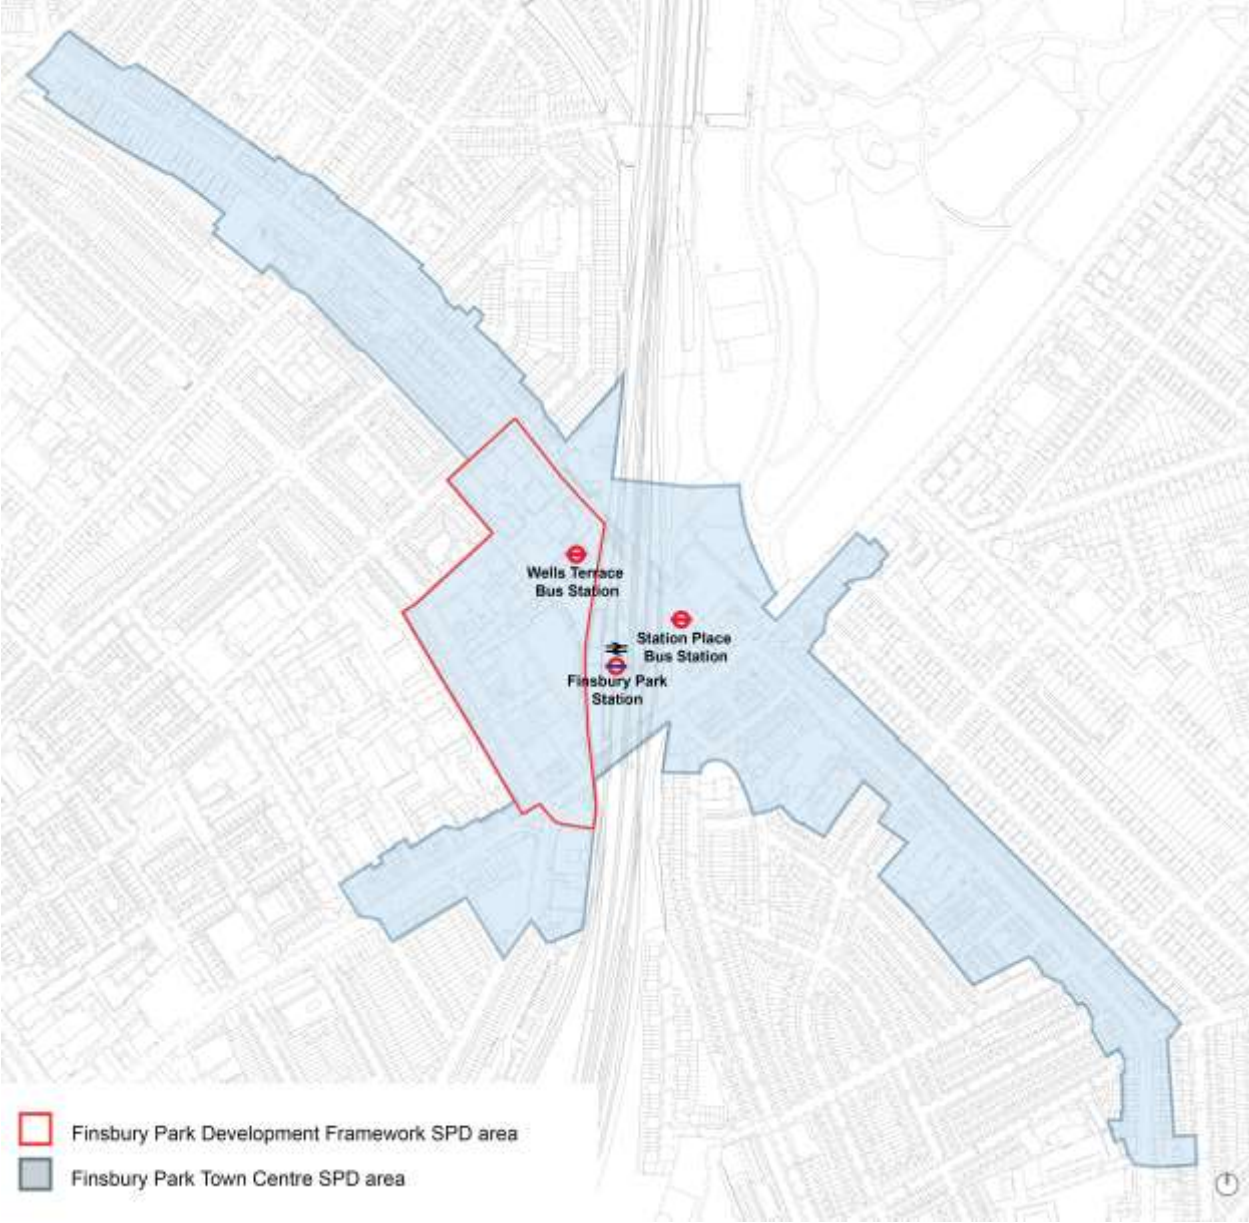 Wells Terrace
Bus Station
Station Place
Bus Station
Finsbury Park
Station
Finsbury Park Development Framework SPD area
Finsbury Park Town Centre SPD area